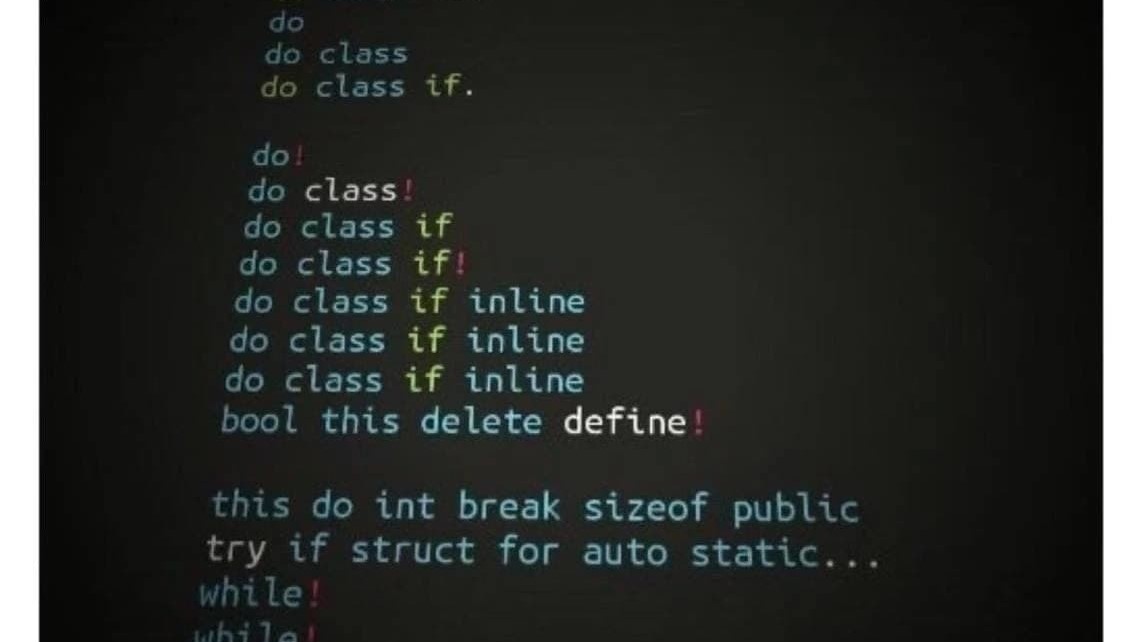 do
do class
do class if.
do!
do class!
do class if
do class if!
do class if inline
do class if inline
do class if inline
bool this delete define!
this do int break sizeof public
try if struct for auto static...
while!
while!